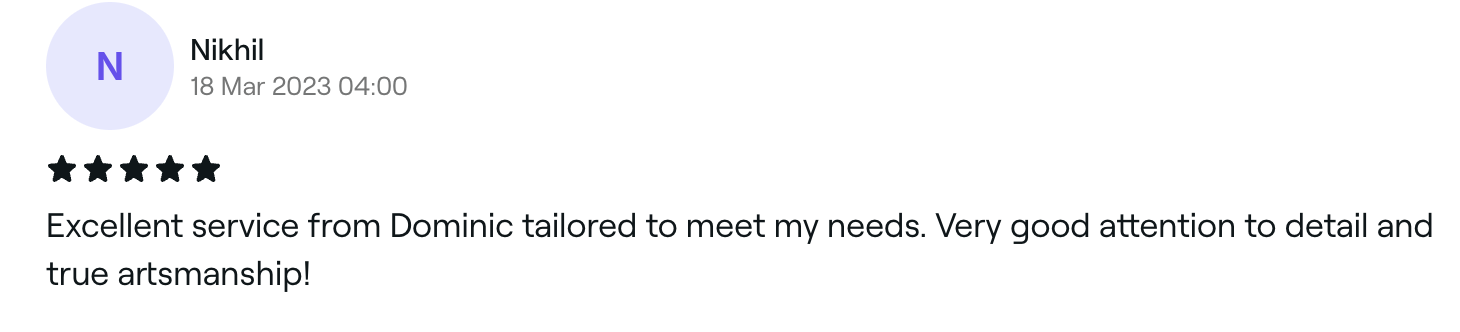 N
Nikhil
18 Mar 2023 04:00
Excellent service from Dominic tailored to meet my needs. Very good attention to detail and
true artsmanship!